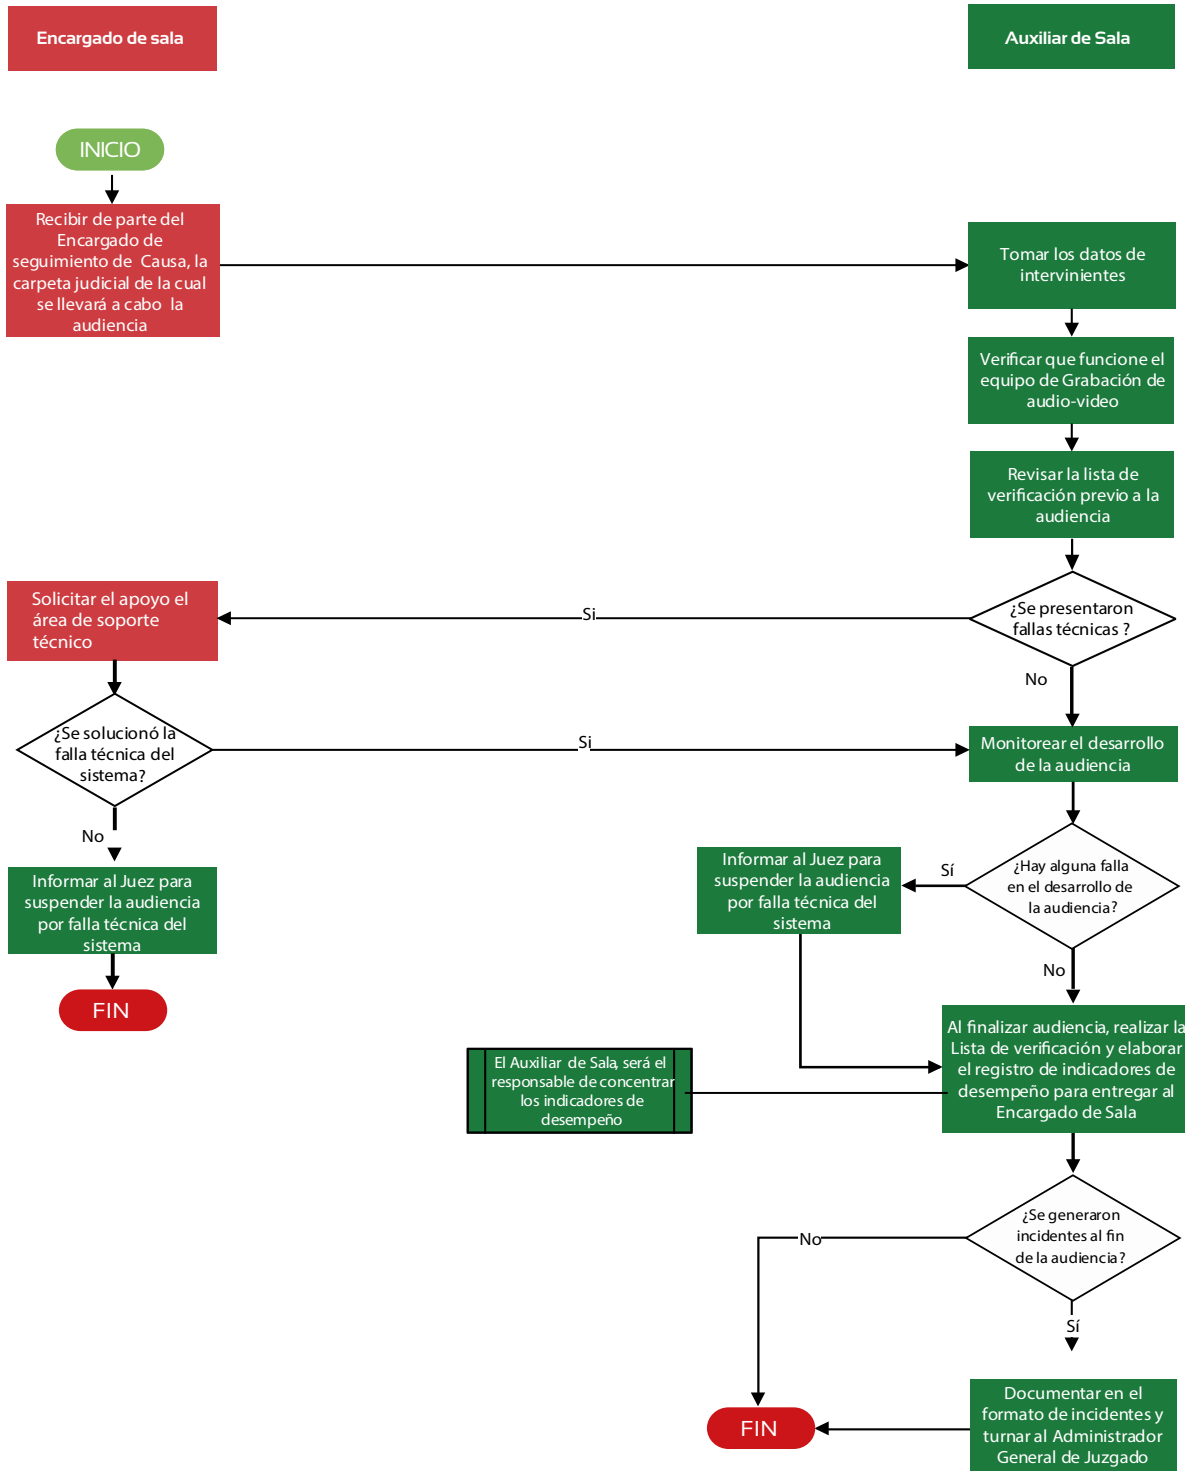 Encargado de sala
Auxiliar de Sala
INICIO
Recibir de parte del
Encargado de
seguimiento de Causa, la
carpeta judicial de la cual
se llevará a cabo la
audiencia
Tomar los datos de
intervinientes
Verificar que funcione el
equipo de Grabación de
audio-video
Revisar la lista de
verificación previo a la
audiencia
¿Se presentaron
fallas técnicas ?
Si
Solicitar el apoyo el
área de soporte
técnico
No
¿Se solucionó la
falla técnica del
sistema?
Si
Monitorear el desarrollo
de la audiencia
No
Informar al Juez para
suspender la audiencia
por falla técnica del
sistema
FIN
¿Hay alguna falla
en el desarrollo de
la audiencia?
Sí
Informar al Juez para
suspender la audiencia
por falla técnica del
sistema
No
Al finalizar audiencia, realizar la
Lista de verificación y elaborar
el registro de indicadores de
desempeño para entregar al
Encargado de Sala
El Auxiliar de Sala, será el
responsable de concentrar
los indicadores de
desempeño
¿Se generaron
incidentes al fin
de la audiencia?
No
Sí
Documentar en el
formato de incidentes y
turnar al Administrador
General de Juzgado
FIN